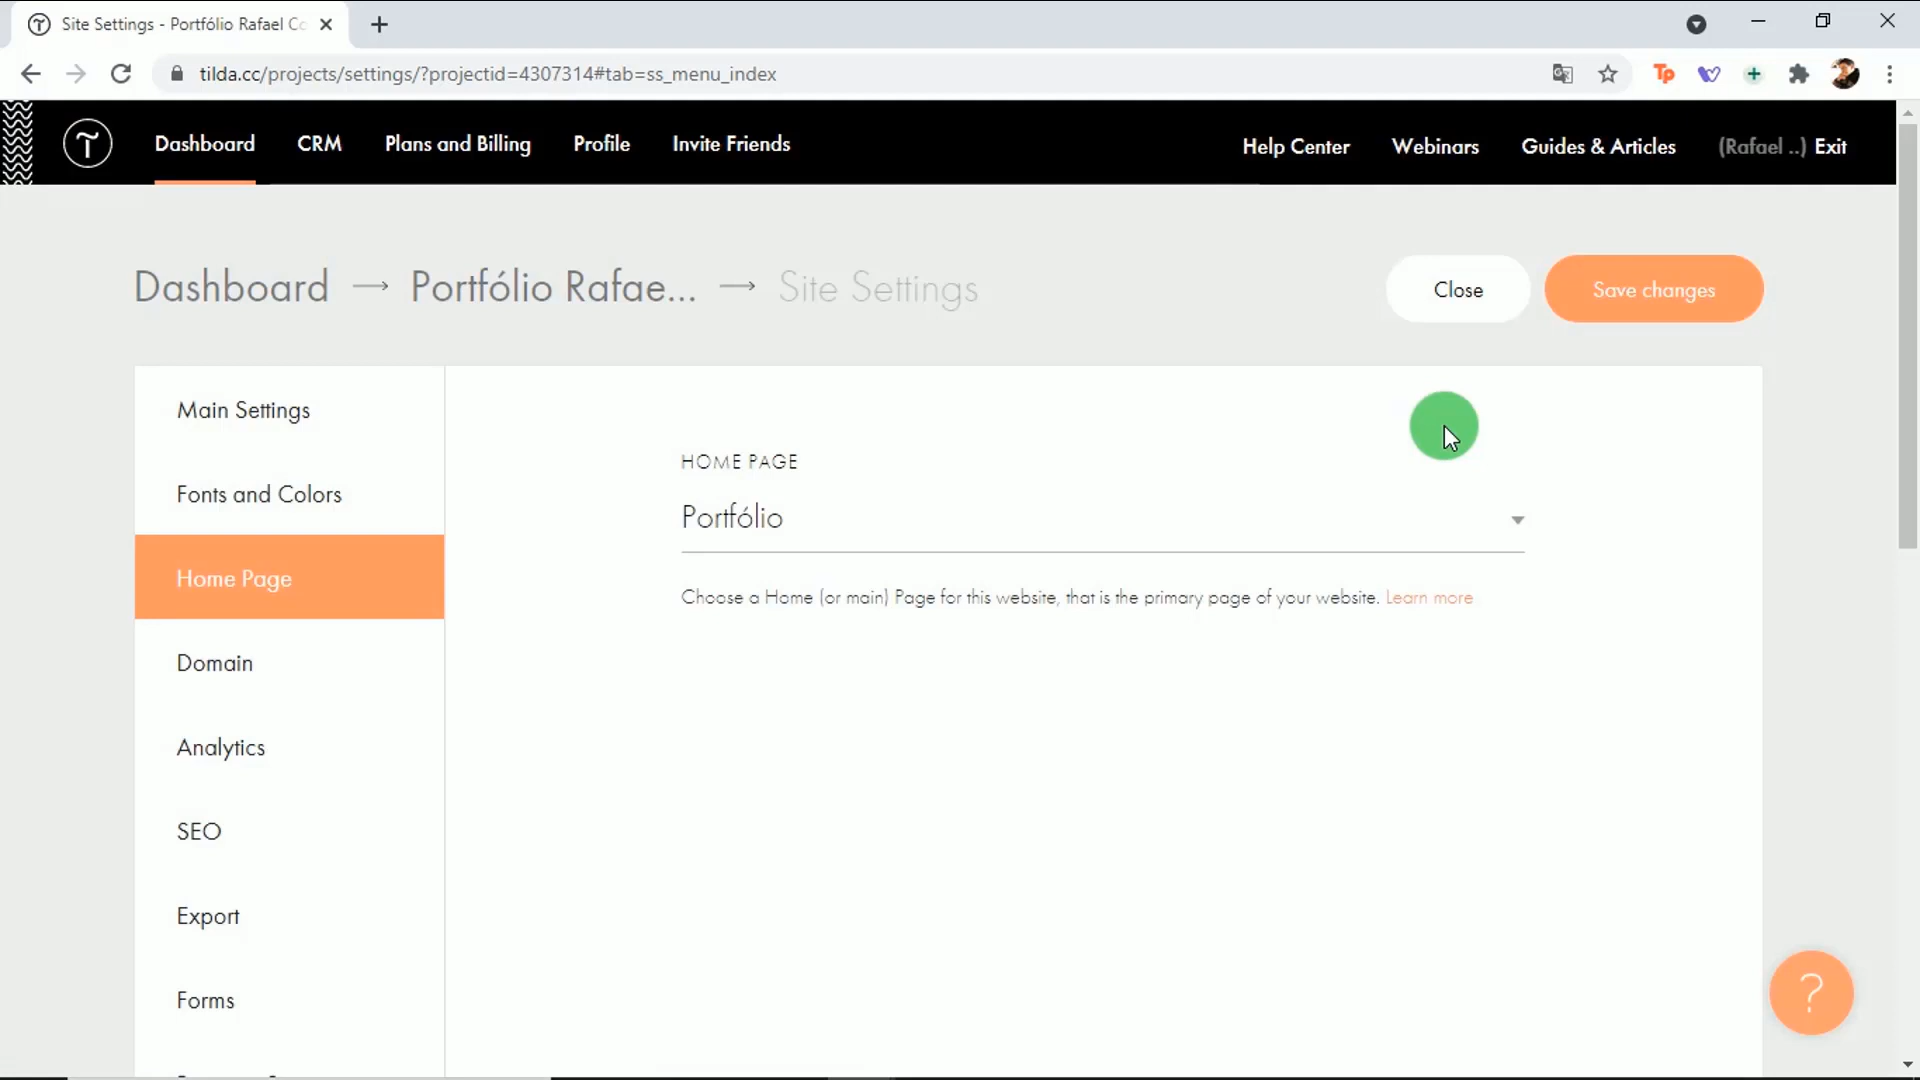 Site Settings - Portfólio Rafael Co
tilda.cc/projects/settings/?projectid=4307314#tab=ss_menu_index
Dashboard CRM Plans and Billing Profile Invite Friends Help Center Webinars Guides & Articles (Rafael ..) Exit
Dashboard → Portfólio Rafae... → Site Settings Close Save changes
Main Settings
HOME PAGE
Fonts and Colors
Portfólio
Home Page
Choose a Home (or main) Page for this website, that is the primary page of your website. Learn more
Domain
Analytics
SEO
Export
Forms
?